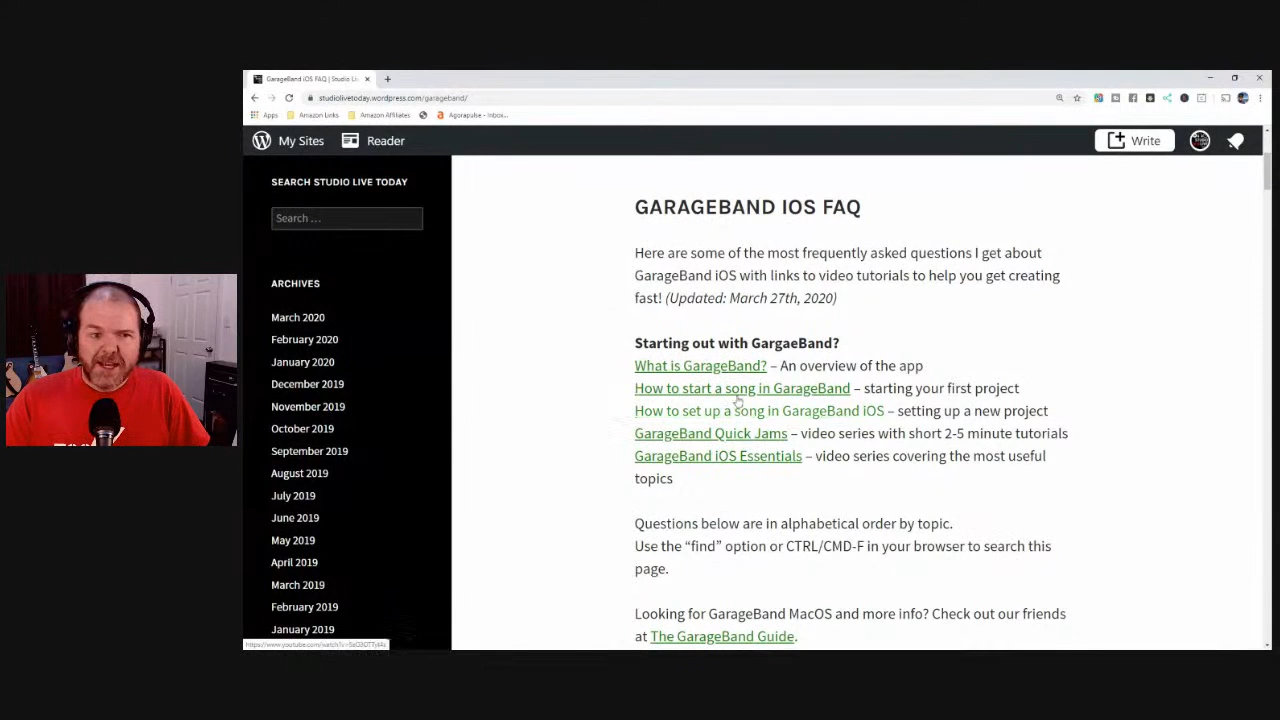 GarageBand iOS FAQ | Studio Li
studiolivetoday.wordpress.com/garageband/
Apps Amazon Links Amazon Affiliates Agorapulse - Inbox...
My Sites Reader Write
SEARCH STUDIO LIVE TODAY
Search …
ARCHIVES
March 2020
February 2020
January 2020
December 2019
November 2019
October 2019
September 2019
August 2019
July 2019
June 2019
May 2019
April 2019
March 2019
February 2019
January 2019
GARAGEBAND IOS FAQ
Here are some of the most frequently asked questions I get about
GarageBand iOS with links to video tutorials to help you get creating
fast! (Updated: March 27th, 2020)
Starting out with GargaeBand?
What is GarageBand? – An overview of the app
How to start a song in GarageBand – starting your first project
How to set up a song in GarageBand iOS – setting up a new project
GarageBand Quick Jams – video series with short 2-5 minute tutorials
GarageBand iOS Essentials – video series covering the most useful
topics
Questions below are in alphabetical order by topic.
Use the “find” option or CTRL/CMD-F in your browser to search this
page.
Looking for GarageBand MacOS and more info? Check out our friends
at The GarageBand Guide.